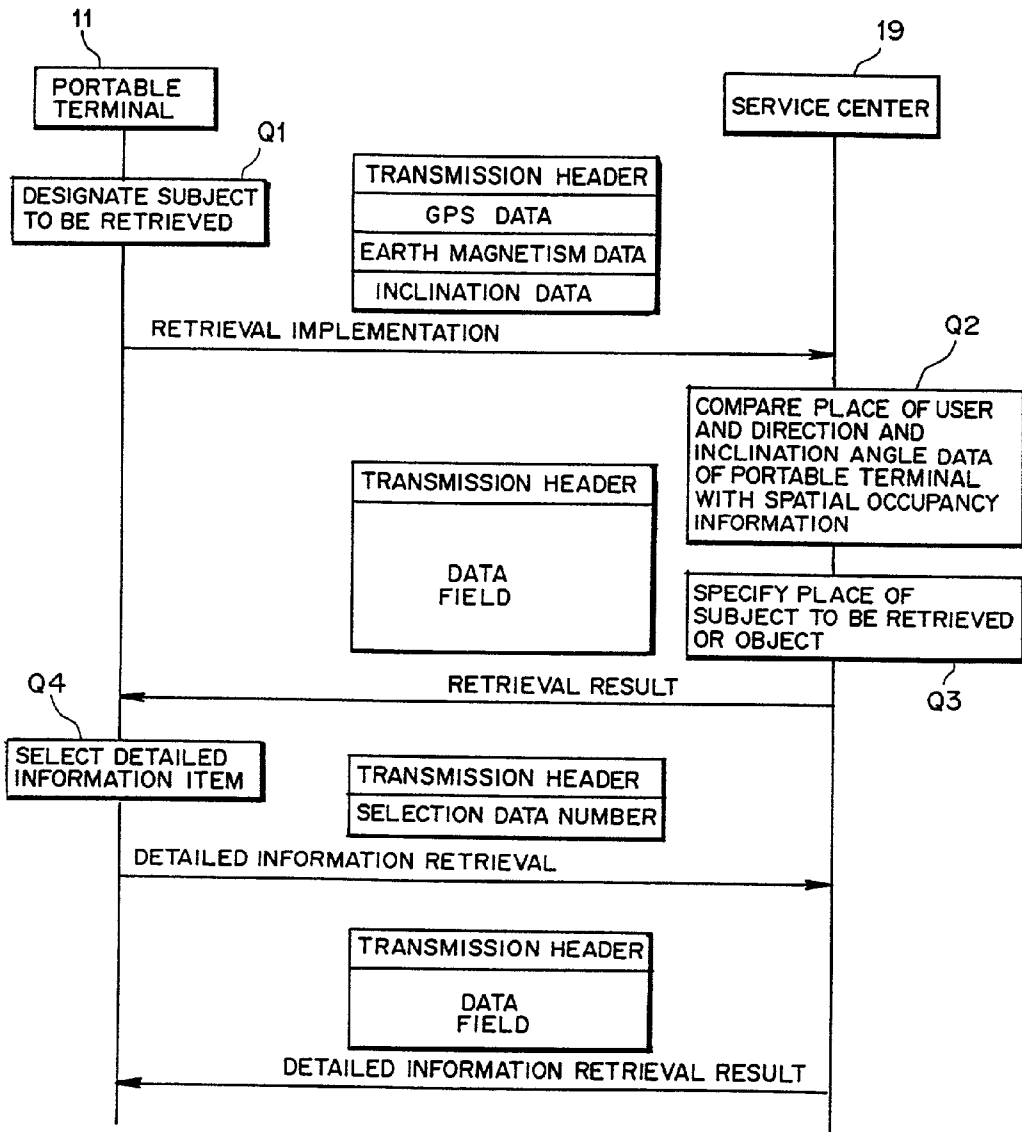 11
PORTABLE
TERMINAL
19
SERVICE CENTER
Q1
DESIGNATE SUBJECT
TO BE RETRIEVED
TRANSMISSION HEADER
GPS DATA
EARTH MAGNETISM DATA
INCLINATION DATA
RETRIEVAL IMPLEMENTATION
Q2
COMPARE PLACE OF USER
AND DIRECTION AND
INCLINATION ANGLE DATA
OF PORTABLE TERMINAL
WITH SPATIAL OCCUPANCY
INFORMATION
TRANSMISSION HEADER
DATA
FIELD
SPECIFY PLACE OF
SUBJECT TO BE RETRIEVED
OR OBJECT
Q3
RETRIEVAL RESULT
Q4
SELECT DETAILED
INFORMATION ITEM
TRANSMISSION HEADER
SELECTION DATA NUMBER
DETAILED INFORMATION RETRIEVAL
TRANSMISSION HEADER
DATA
FIELD
DETAILED INFORMATION RETRIEVAL RESULT